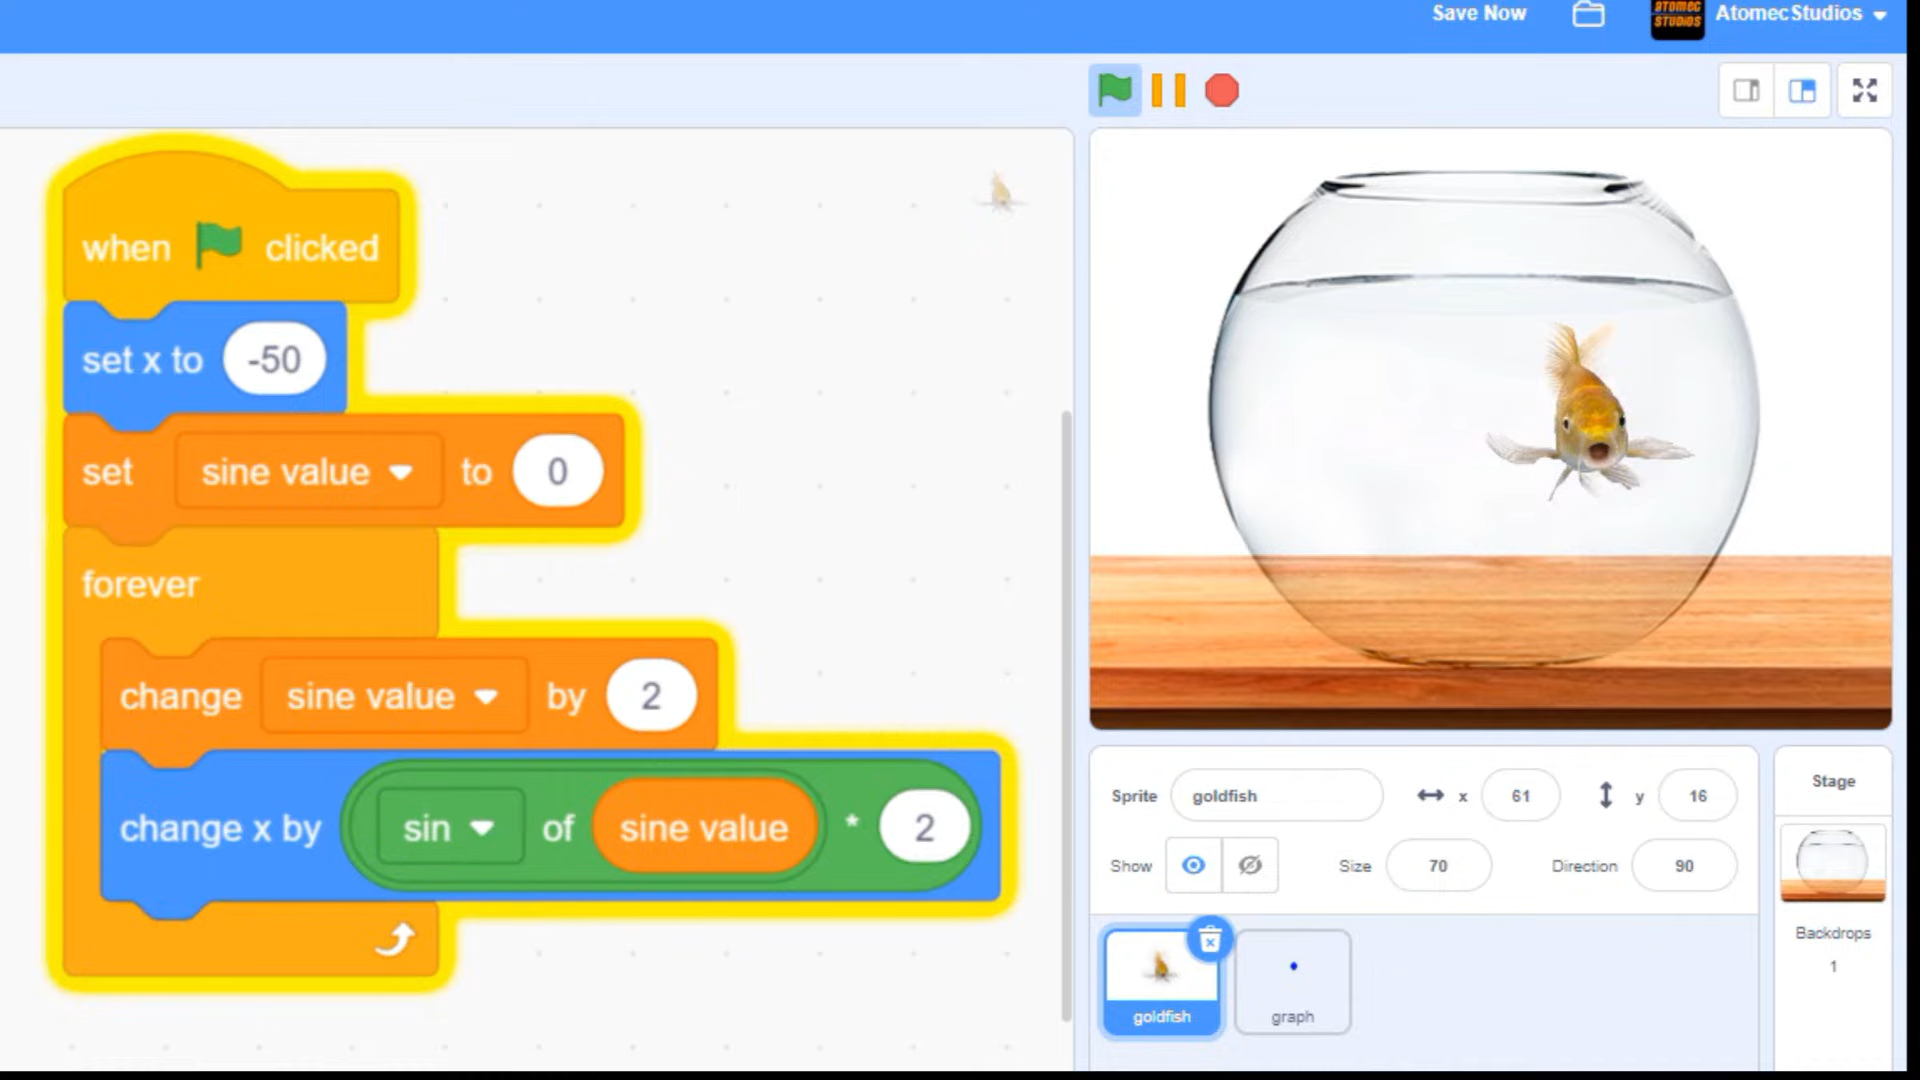 Save Now
ATOMEC
STUDIOS
AtomecStudios
when clicked
set x to -50
set sine value to 0
forever
change sine value by 2
change x by sin of sine value * 2
Sprite goldfish x 61 y 16
Show Size 70 Direction 90
goldfish
graph
Stage
Backdrops
1